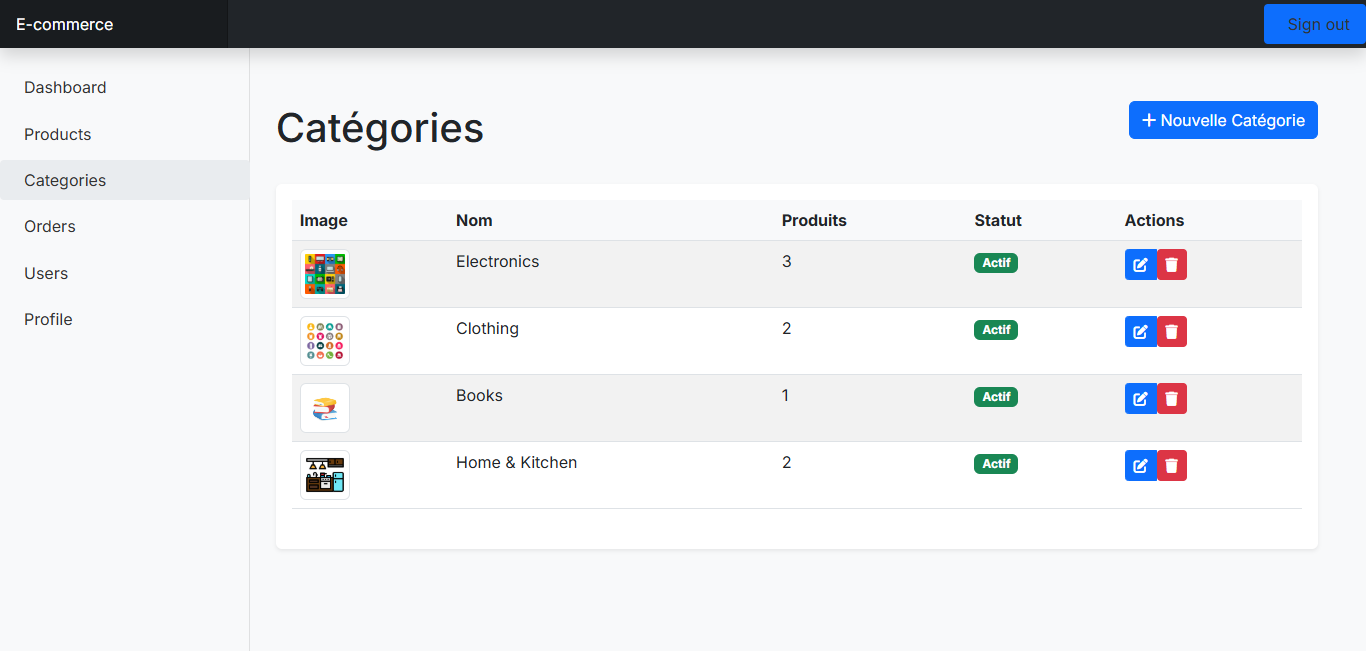 E-commerce
Sign out
Dashboard
Products
Categories
Orders
Users
Profile
Catégories
Nouvelle Catégorie
Image Nom Produits Statut Actions
Electronics 3 Actif
Clothing 2 Actif
Books 1 Actif
Home & Kitchen 2 Actif